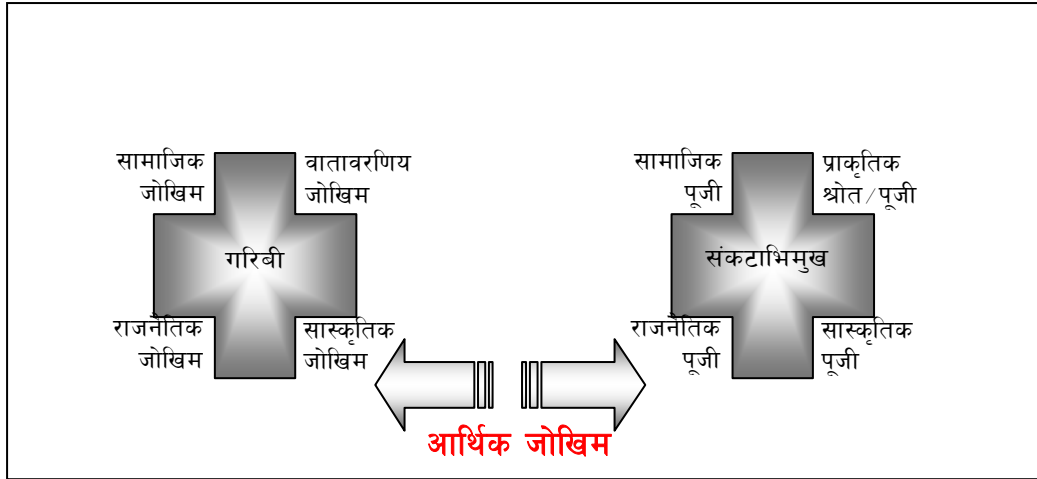 सामाजिक
जोखिम
वातावरणिय
जोखिम
गरिबी
राजनैतिक
जोखिम
सास्कृतिक
जोखिम
सामाजिक
पूजी
प्राकृतिक
श्रोत/पूजी
संकटाभिमुख
राजनैतिक
पूजी
सास्कृतिक
पूजी
आर्थिक जोखिम